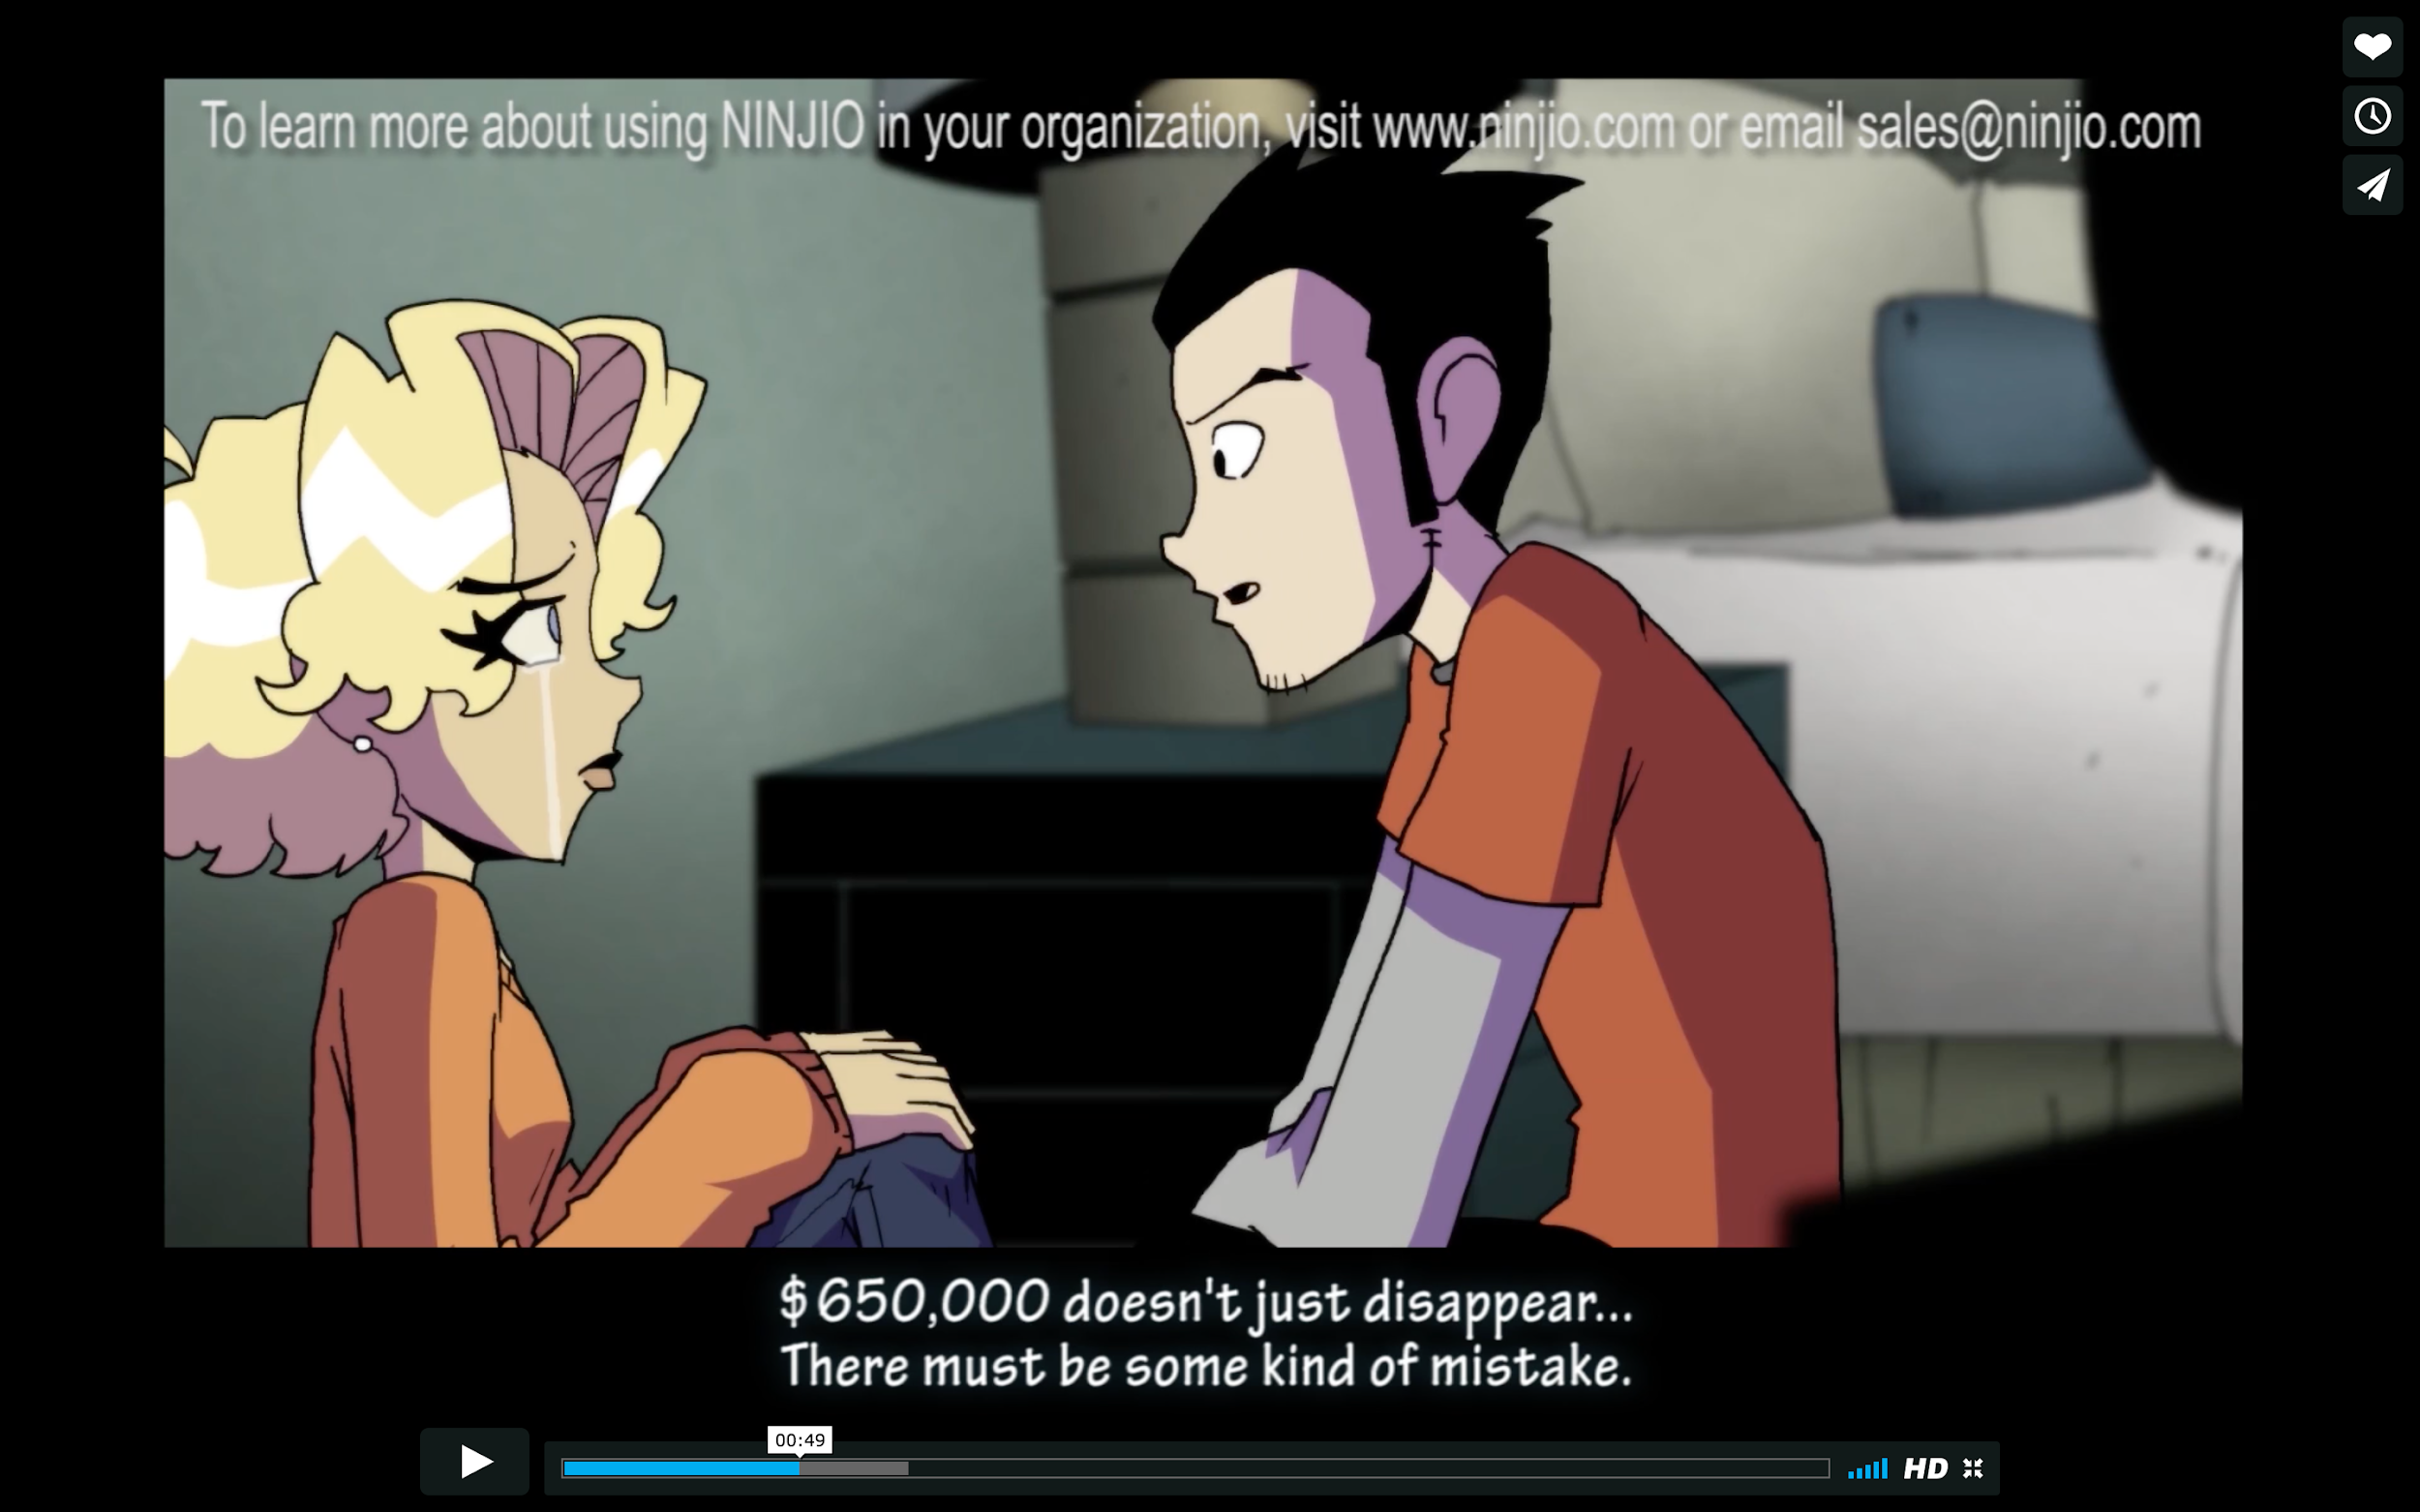 To learn more about using NINJIO in your organization, visit www.ninjio.com or email sales@ninjio.com
$650,000 doesn't just disappear...
There must be some kind of mistake.
00:49
HD